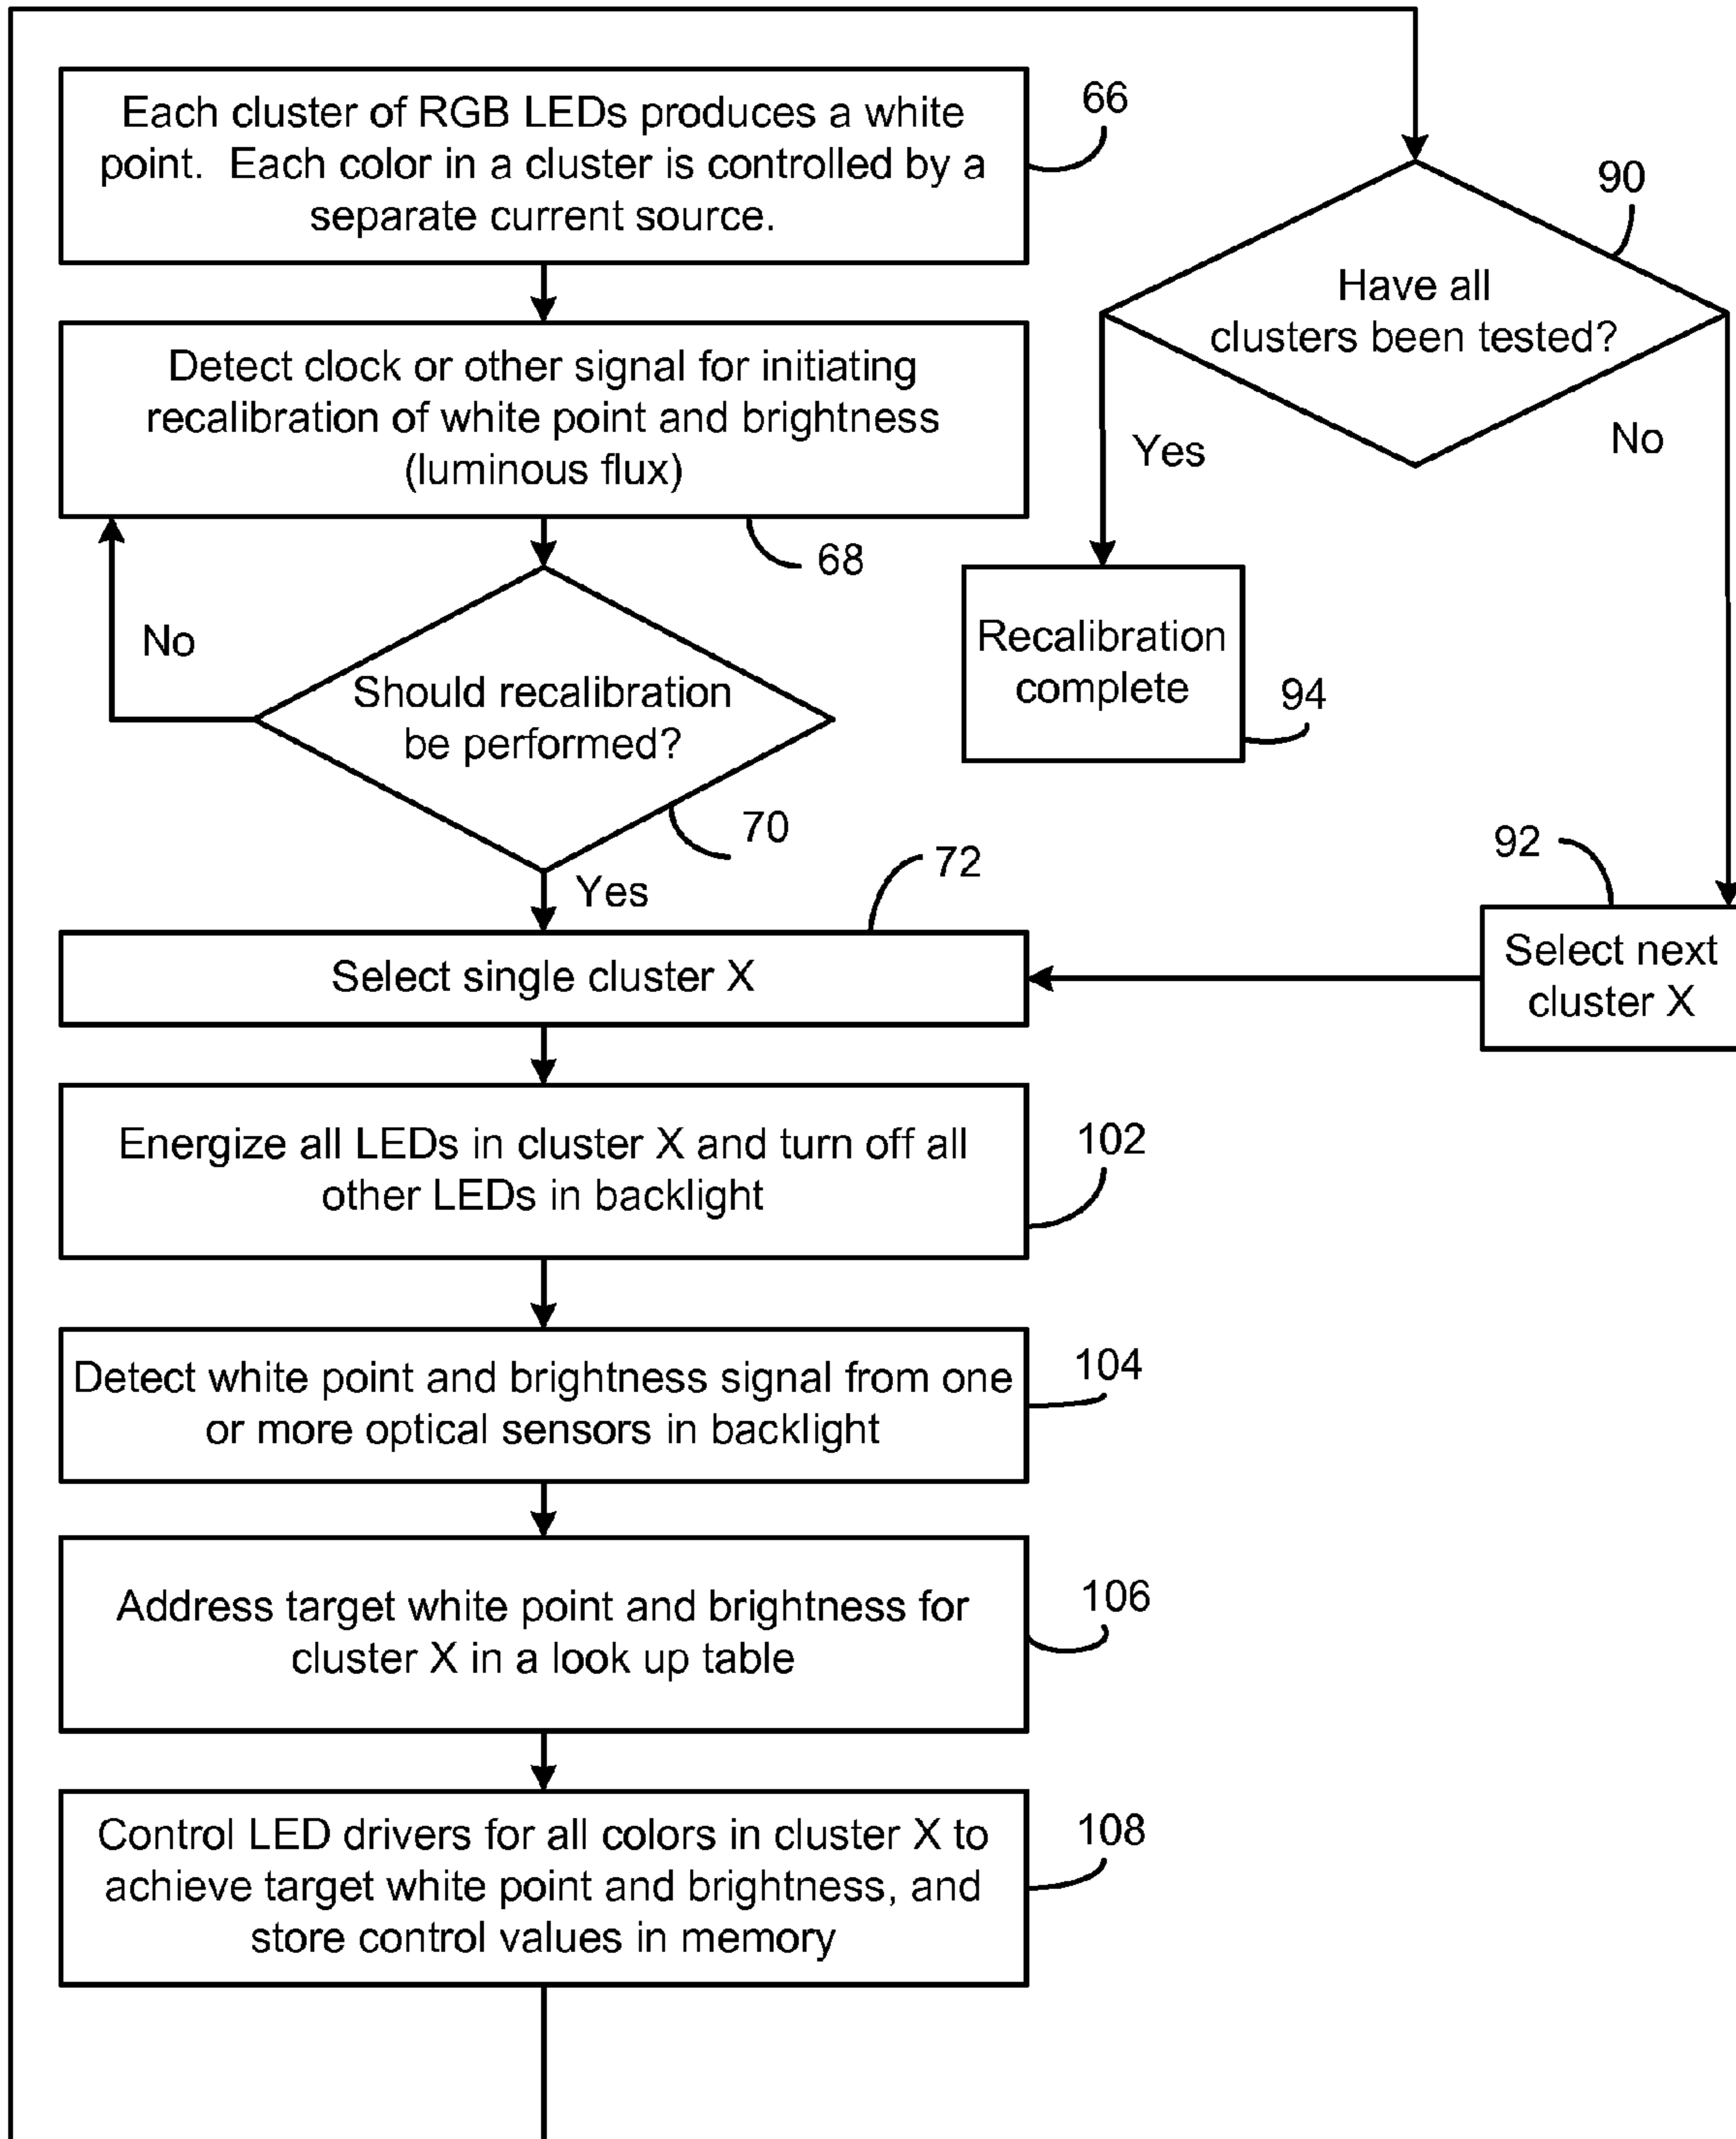 Each cluster of RGB LEDs produces a white
point. Each color in a cluster is controlled by a
separate current source.
66
Detect clock or other signal for initiating
recalibration of white point and brightness
(luminous flux)
68
No
Should recalibration
be performed?
70
Yes
72
Select single cluster X
Energize all LEDs in cluster X and turn off all
other LEDs in backlight
102
Detect white point and brightness signal from one
or more optical sensors in backlight
104
Address target white point and brightness for
cluster X in a look up table
106
Control LED drivers for all colors in cluster X to
achieve target white point and brightness, and
store control values in memory
108
90
Have all
clusters been tested?
Yes
No
Recalibration
complete
94
92
Select next
cluster X